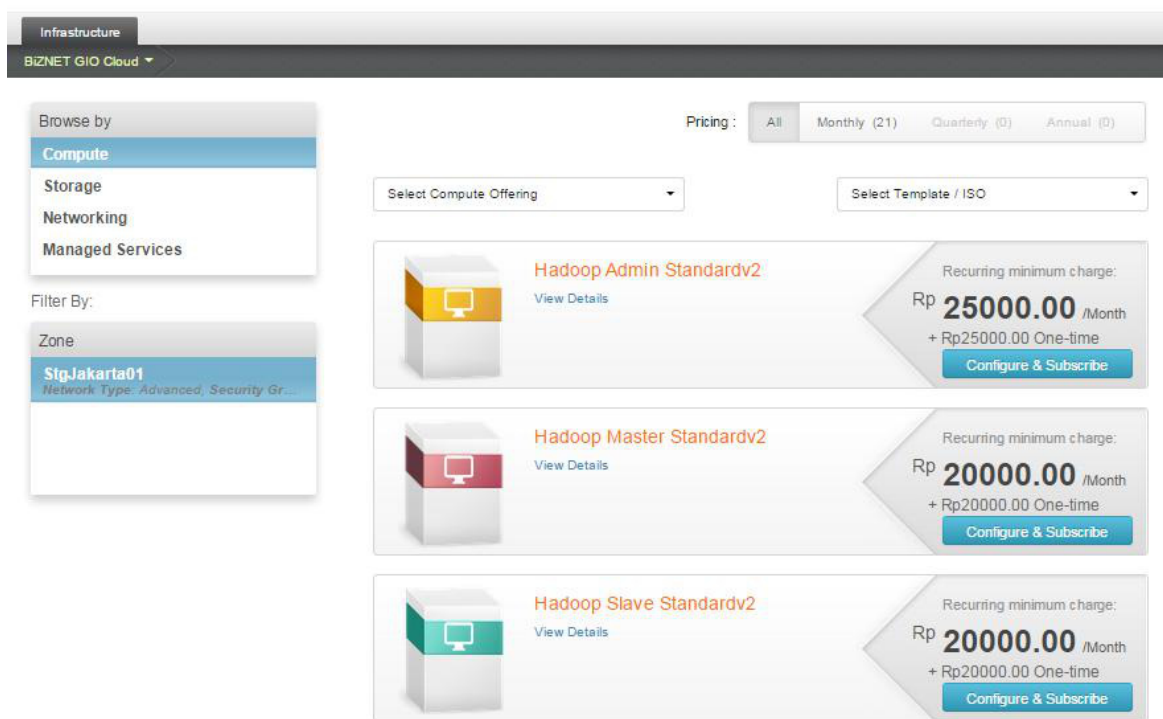 Infrastructure
BiZNET GIO Cloud
Browse by
Compute
Storage
Networking
Managed Services
Filter By:
Zone
StgJakarta01
Network Type: Advanced, Security Gr...
Pricing : All Monthly (21) Quarterly (0) Annual (0)
Select Compute Offering Select Template / ISO
Hadoop Admin Standardv2
View Details
Recurring minimum charge:
Rp 25000.00 /Month
+ Rp25000.00 One-time
Configure & Subscribe
Hadoop Master Standardv2
View Details
Recurring minimum charge:
Rp 20000.00 /Month
+ Rp20000.00 One-time
Configure & Subscribe
Hadoop Slave Standardv2
View Details
Recurring minimum charge:
Rp 20000.00 /Month
+ Rp20000.00 One-time
Configure & Subscribe